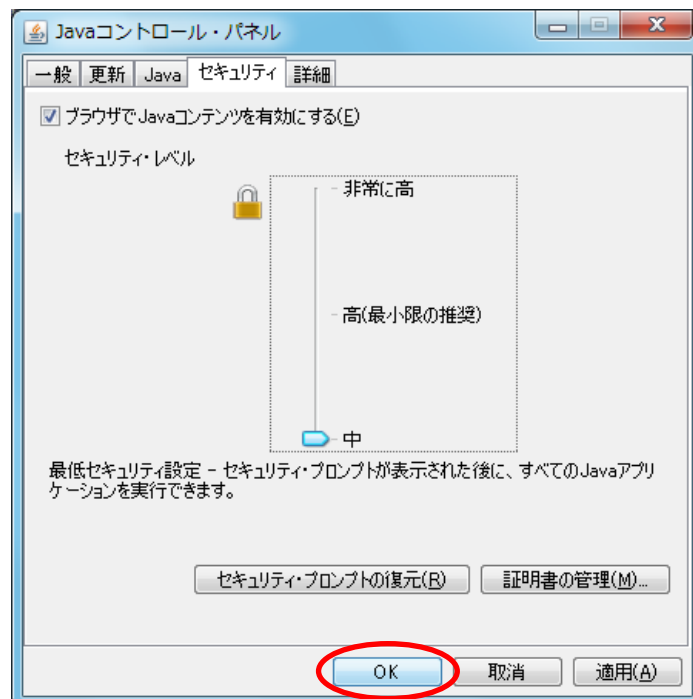 Javaコントロール・パネル
一般 更新 Java セキュリティ 詳細
ブラウザでJavaコンテンツを有効にする(E)
セキュリティ・レベル
非常に高
高(最小限の推奨)
中
最低セキュリティ設定 - セキュリティ・プロンプトが表示された後に、すべてのJavaアプリ
ケーションを実行できます。
セキュリティ・プロンプトの復元(R) 証明書の管理(M)...
OK 取消 適用(A)